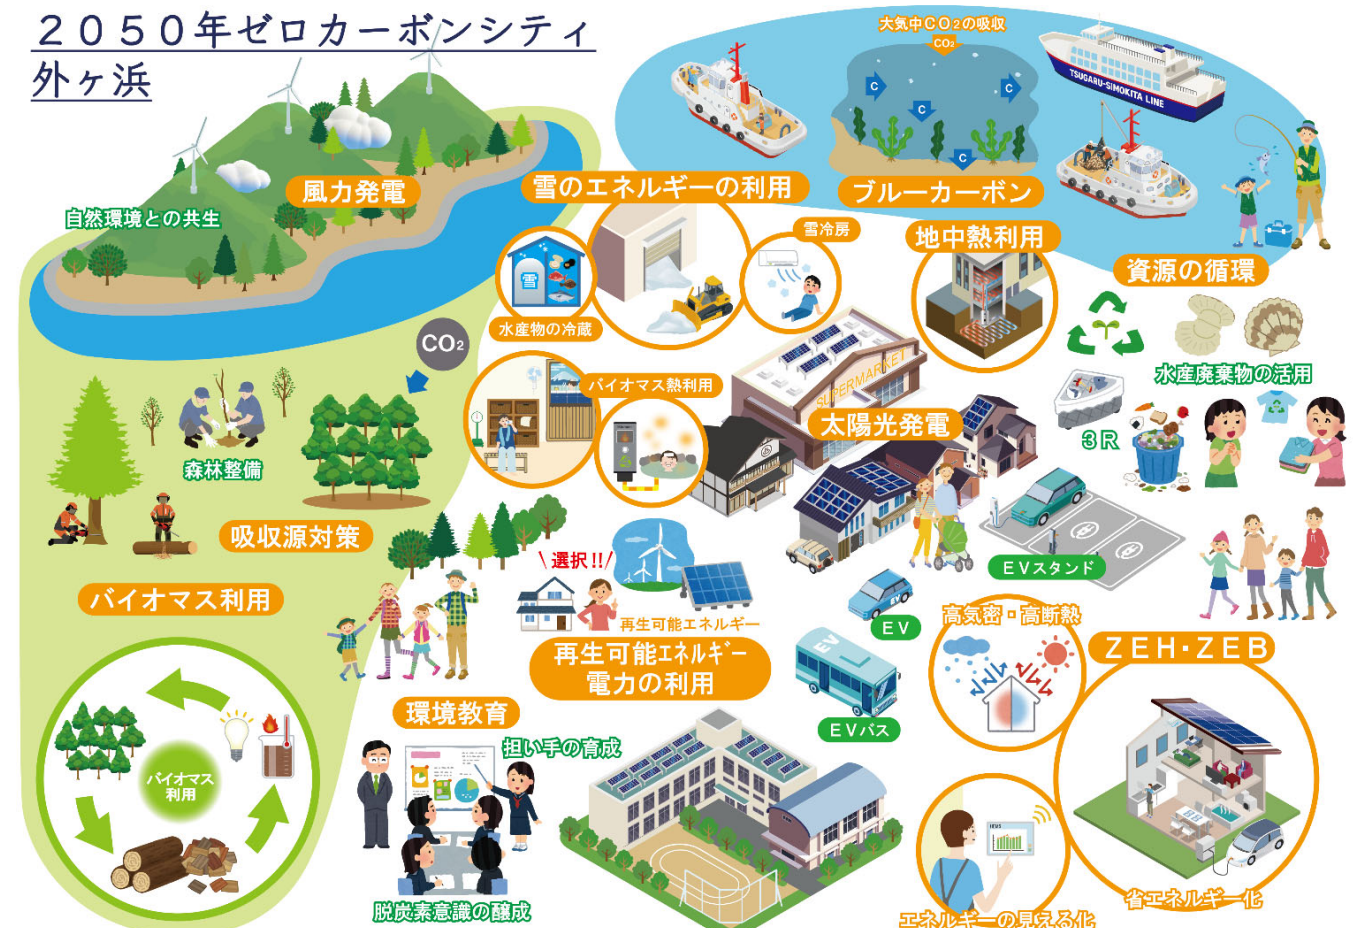 ２０５０年ゼロカーボンシティ
外ヶ浜
大気中ＣＯ２の吸収
CO₂
C
C
C
C
TSUGARU-SIMOKITA LINE
風力発電
自然環境との共生
雪のエネルギーの利用
ブルーカーボン
雪
水産物の冷蔵
雪冷房
地中熱利用
資源の循環
CO₂
バイオマス熱利用
SUPERMARKET
太陽光発電
水産廃棄物の活用
３Ｒ
森林整備
吸収源対策
バイオマス利用
選択!!
再生可能エネルギー
再生可能エネルギー
電力の利用
ＥＶスタンド
EV
ＥＶ
EV
ＥＶバス
高気密・高断熱
ＺＥＨ・ＺＥＢ
環境教育
担い手の育成
脱炭素意識の醸成
バイオマス
利用
エネルギーの見える化
省エネルギー化